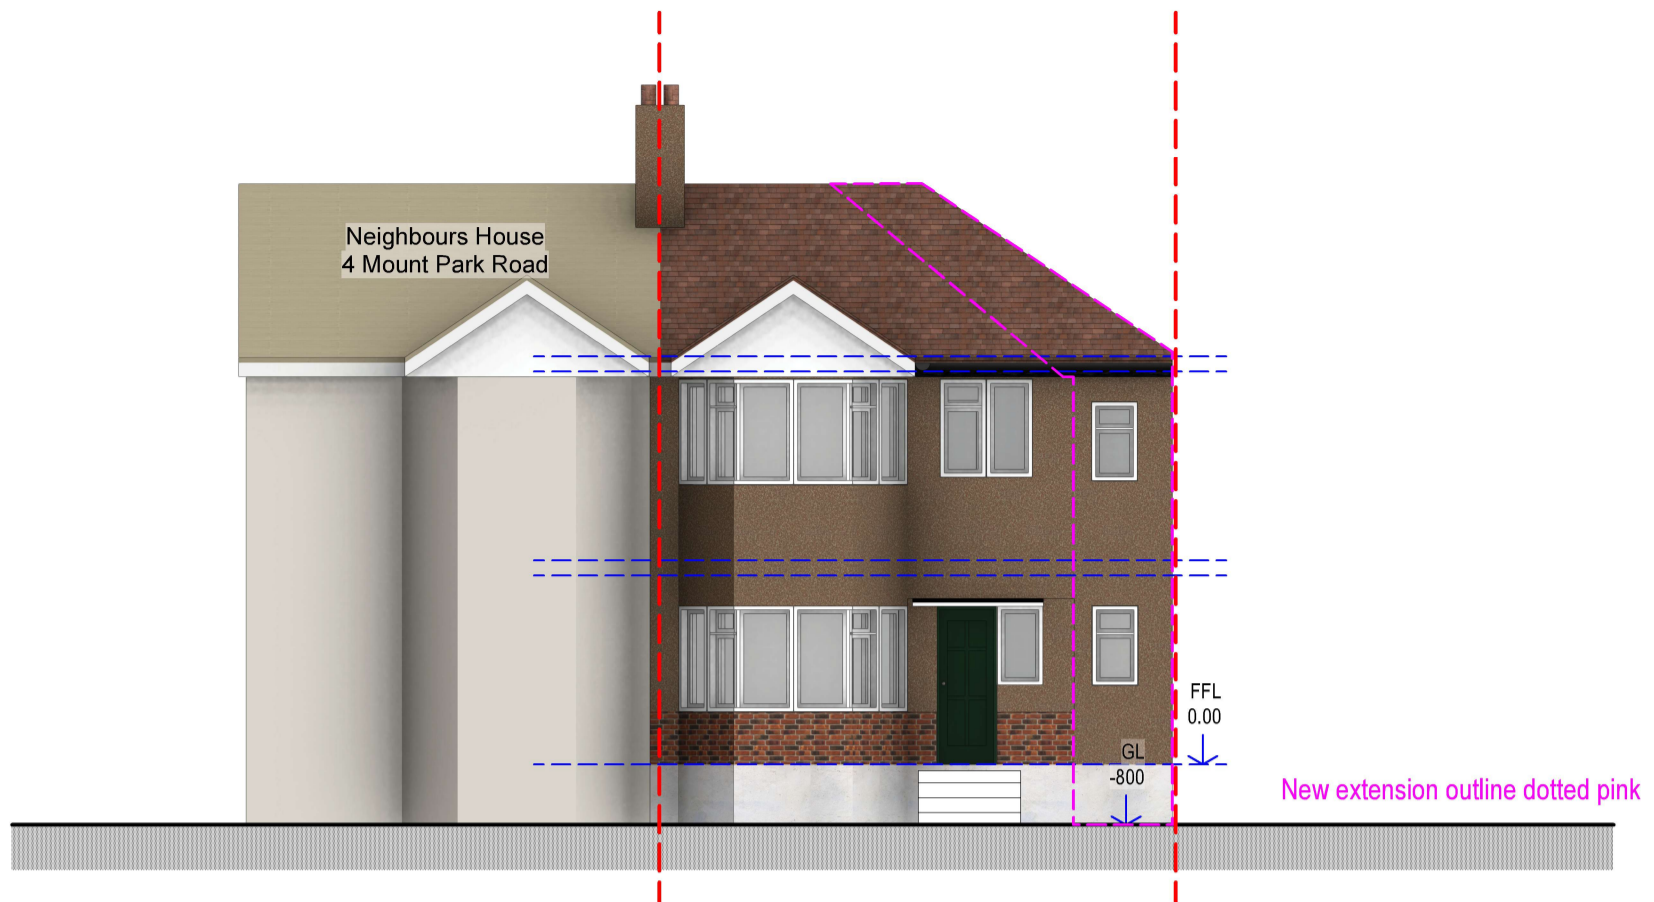 Neighbours House
4 Mount Park Road
FFL
0.00
GL
-800
New extension outline dotted pink